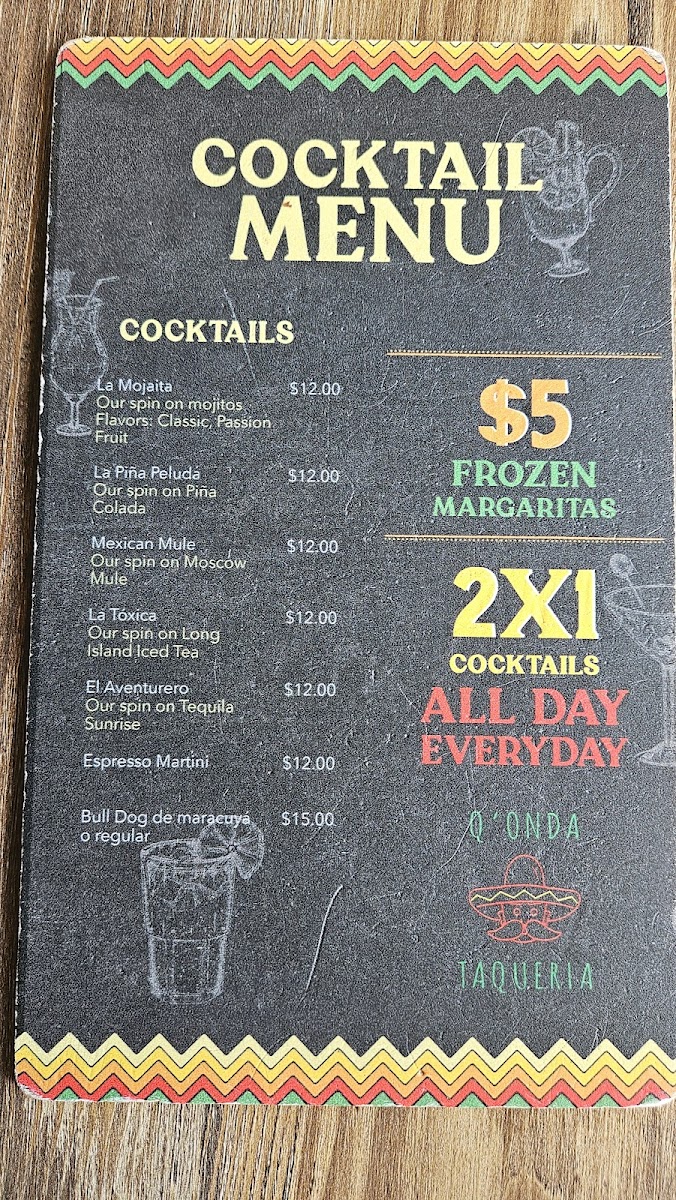 COCKTAIL
MENU
COCKTAILS
La Mojaita $12.00
Our spin on mojitos
Flavors: Classic, Passion
Fruit
La Piña Peluda $12.00
Our spin on Piña
Colada
Mexican Mule $12.00
Our spin on Moscow
Mule
La Tóxica $12.00
Our spin on Long
Island Iced Tea
El Aventurero $12.00
Our spin on Tequila
Sunrise
Espresso Martini $12.00
Bull Dog de maracuya $15.00
o regular
$5
FROZEN
MARGARITAS
2X1
COCKTAILS
ALL DAY
EVERYDAY
Q'ONDA
TAQUERIA